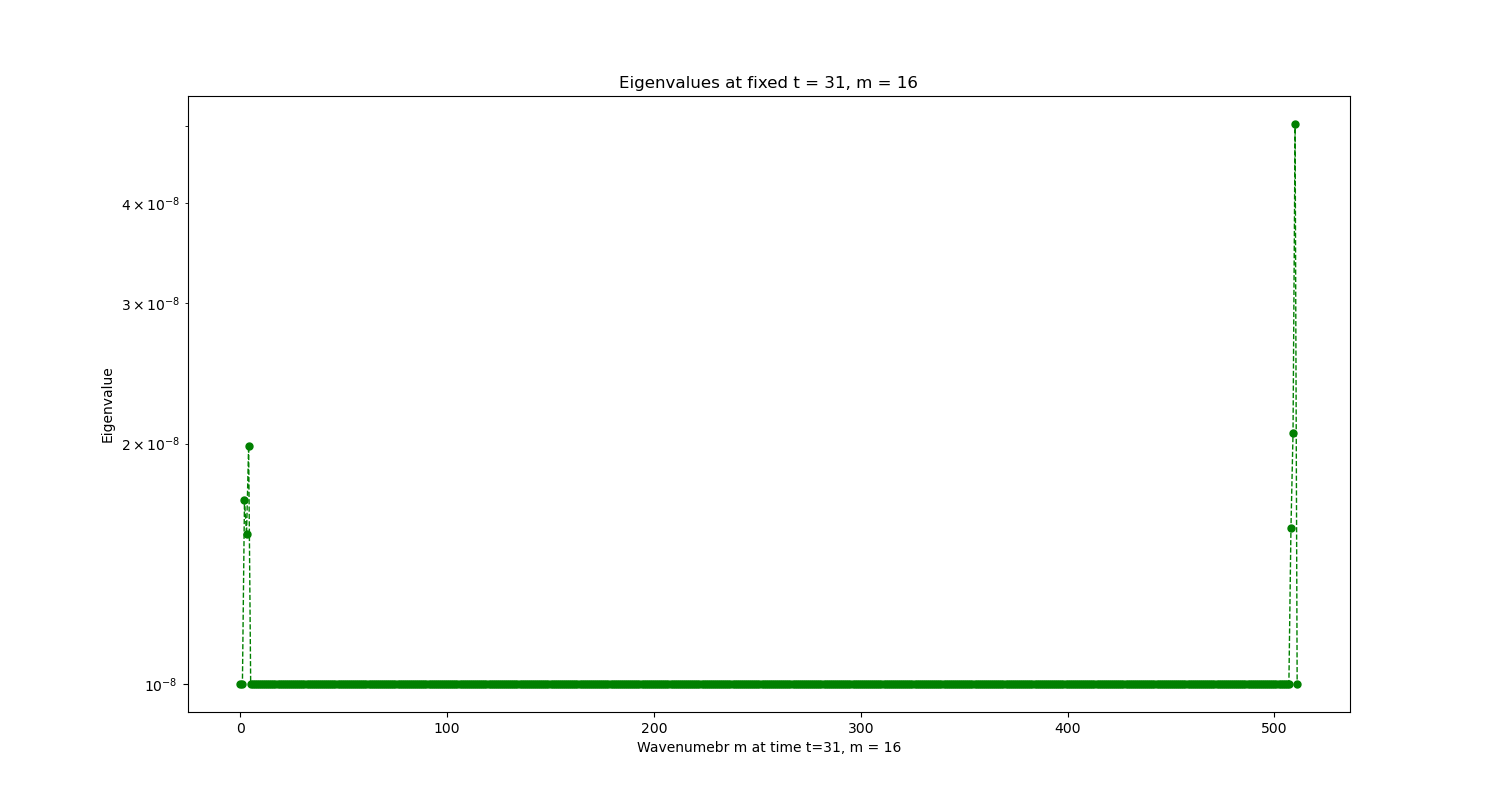 Eigenvalues at fixed t = 31, m = 16
Eigenvalue
4 × 10⁻⁸
3 × 10⁻⁸
2 × 10⁻⁸
10⁻⁸
0 100 200 300 400 500
Wavenumebr m at time t=31, m = 16